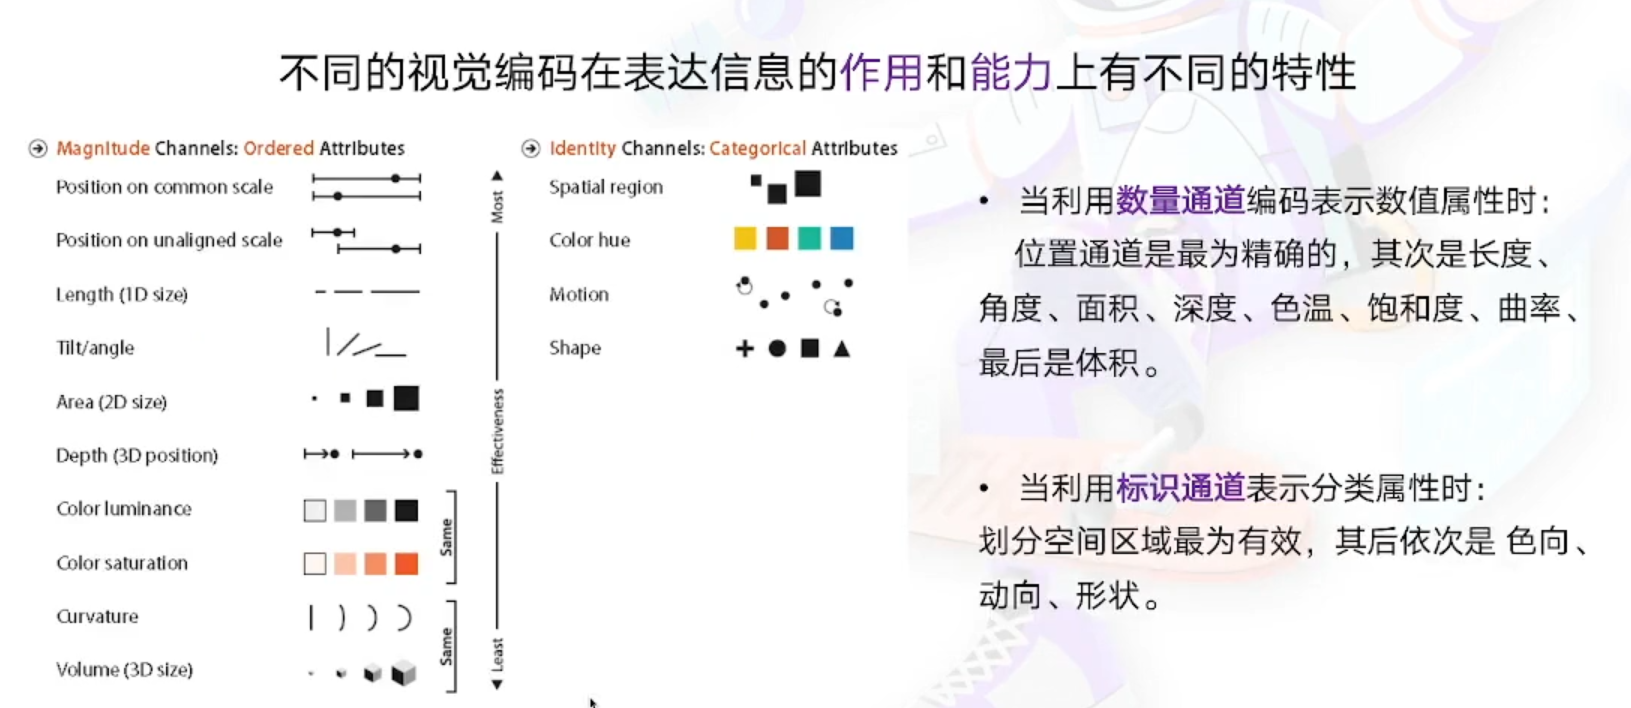 不同的视觉编码在表达信息的作用和能力上有不同的特性
Magnitude Channels: Ordered Attributes
Position on common scale
Position on unaligned scale
Length (1D size)
Tilt/angle
Area (2D size)
Depth (3D position)
Color luminance
Color saturation
Same
Curvature
Volume (3D size)
Same
Most
Effectiveness
Least
Identity Channels: Categorical Attributes
Spatial region
Color hue
Motion
Shape
• 当利用数量通道编码表示数值属性时:
位置通道是最为精确的，其次是长度、
角度、面积、深度、色温、饱和度、曲率、
最后是体积。
• 当利用标识通道表示分类属性时:
划分空间区域最为有效，其后依次是 色向、
动向、形状。